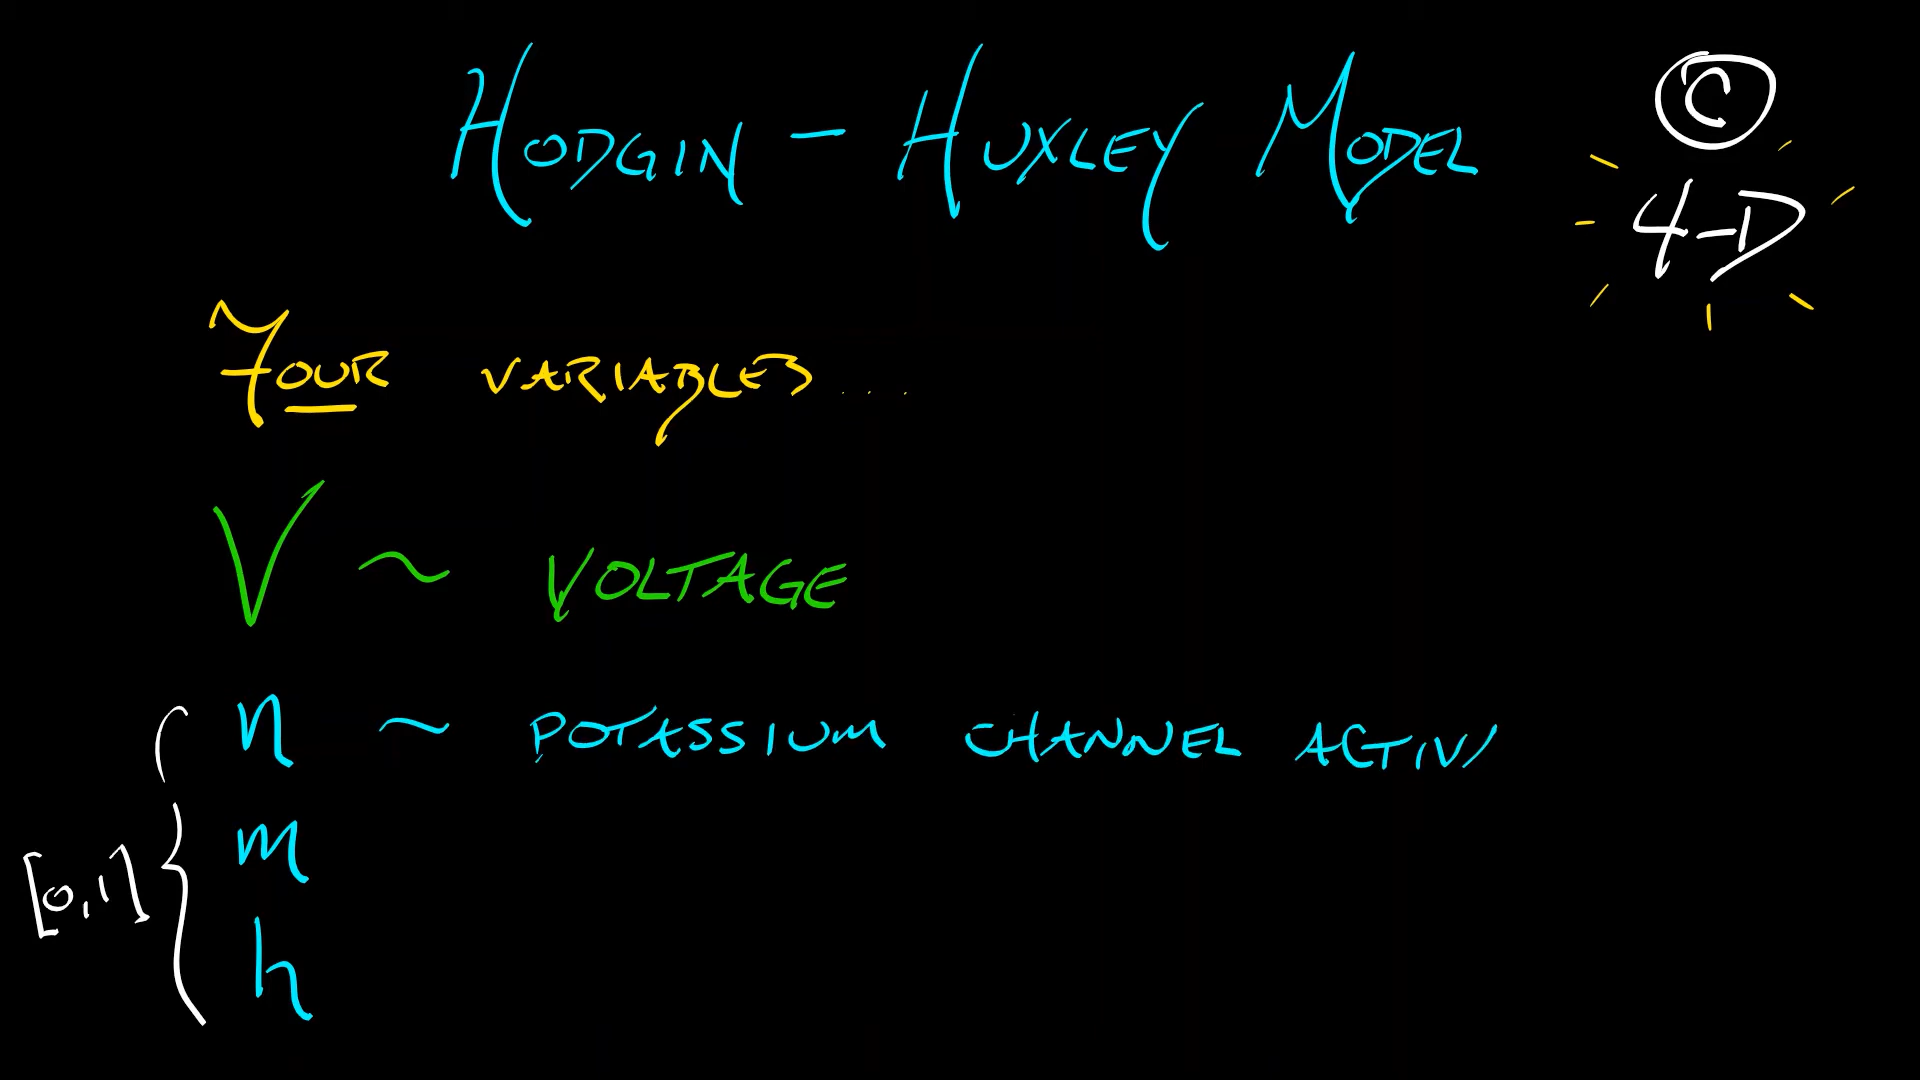 HODGIN - HUXLEY MODEL
©
4-D
FOUR VARIABLES...
V ~ VOLTAGE
n ~ POTASSIUM CHANNEL ACTIV
m
[0,1]
h